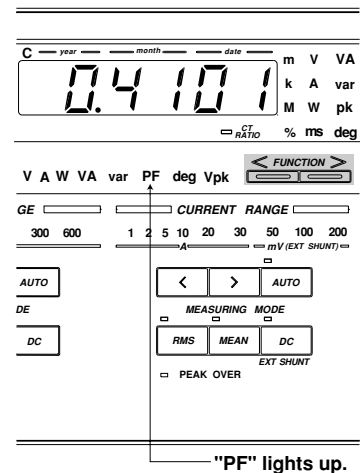 C year month date
m V VA
0.4101
k A var
M W pk
CT RATIO
% ms deg
< FUNCTION >
V A W VA var PF deg Vpk
GE CURRENT RANGE
300 600 1 2 5 10 20 30 50 100 200
A mV (EXT SHUNT)
AUTO < > AUTO
DE MEASURING MODE
DC RMS MEAN DC
EXT SHUNT
PEAK OVER
"PF" lights up.